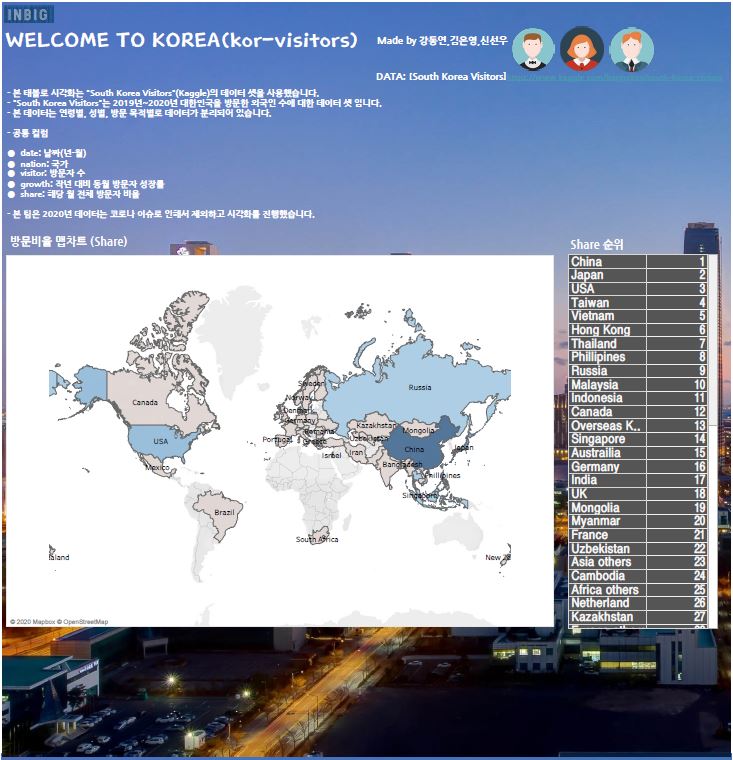 INBIG
WELCOME TO KOREA(kor-visitors)
Made by 강동연,김은영,신선우
DATA: [South Korea Visitors]
- 본 태블로 시각화는 "South Korea Visitors"(Kaggle)의 데이터 셋을 사용했습니다.
- "South Korea Visitors"는 2019년~2020년 대한민국을 방문한 외국인 수에 대한 데이터 셋 입니다.
- 본 데이터는 연령별, 성별, 방문 목적별로 데이터가 분리되어 있습니다.
- 공통 컬럼
● date: 날짜(년-월)
● nation: 국가
● visitor: 방문자 수
● growth: 작년 대비 동월 방문자 성장률
● share: 해당 월 전체 방문자 비율
- 본 팀은 2020년 데이터는 코로나 이슈로 인해서 제외하고 시각화를 진행했습니다.
방문비율 맵차트 (Share)
Sweden
Norway
Russia
Canada
Denmark
Germany
Kazakhstan
Mongolia
Romania
Uzbekistan
Portugal
Greece
USA
China
Japan
Israel
Iran
Mexico
Bangladesh
Phillipines
Singapore
Brazil
South Africa
aland
New Ze
© 2020 Mapbox © OpenStreetMap
Share 순위
China 1
Japan 2
USA 3
Taiwan 4
Vietnam 5
Hong Kong 6
Thailand 7
Phillipines 8
Russia 9
Malaysia 10
Indonesia 11
Canada 12
Overseas K.. 13
Singapore 14
Austrailia 15
Germany 16
India 17
UK 18
Mongolia 19
Myanmar 20
France 21
Uzbekistan 22
Asia others 23
Cambodia 24
Africa others 25
Netherland 26
Kazakhstan 27